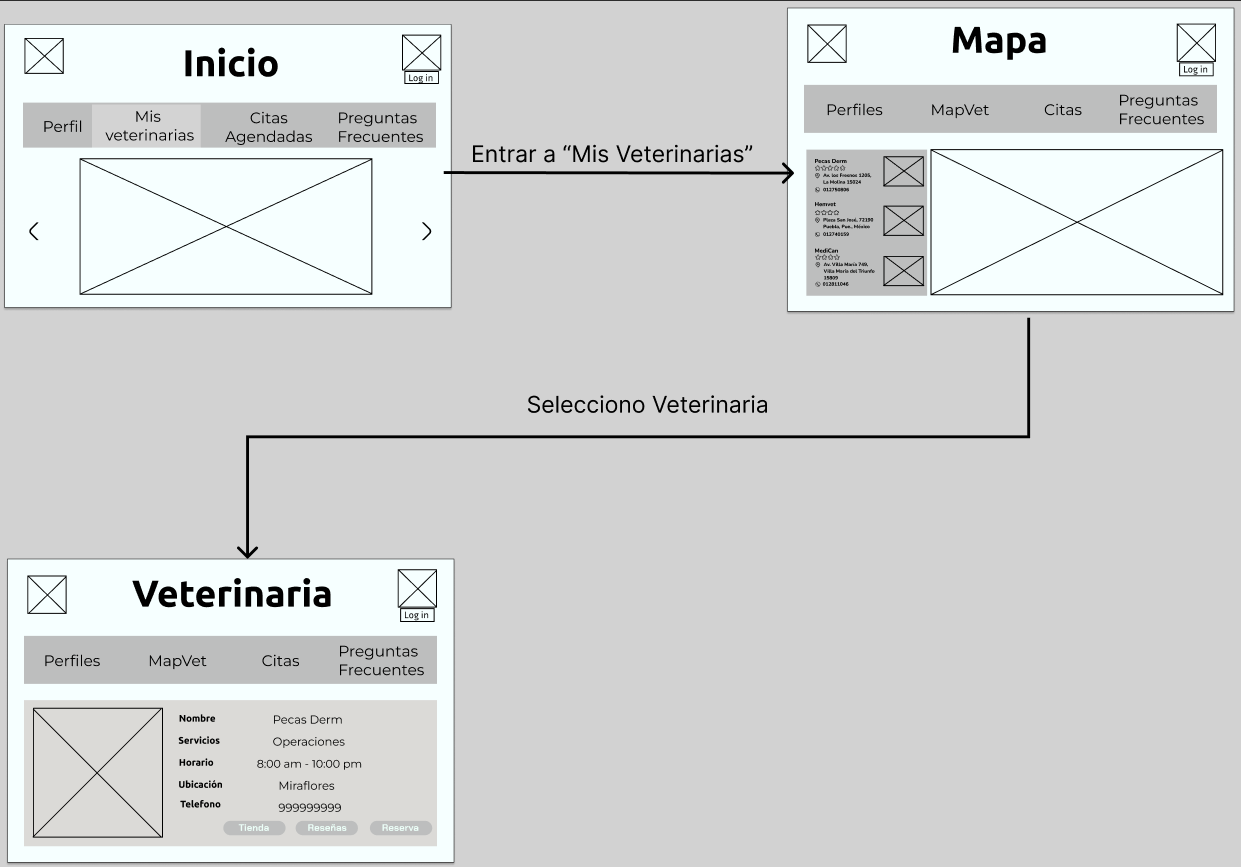 Inicio
Log in
Perfil
Mis
veterinarias
Citas
Agendadas
Preguntas
Frecuentes
Entrar a “Mis Veterinarias”
Mapa
Log in
Perfiles
MapVet
Citas
Preguntas
Frecuentes
Pecas Derm
Av. los Fresnos 1205,
La Molina 15024
012750806
Hemvet
Plaza San José, 72190
Puebla, Pue., México
012740159
MediCan
Av. Villa María 749,
Villa María del Triunfo
15809
012811046
Selecciono Veterinaria
Veterinaria
Log in
Perfiles
MapVet
Citas
Preguntas
Frecuentes
Nombre Pecas Derm
Servicios Operaciones
Horario 8:00 am - 10:00 pm
Ubicación Miraflores
Telefono 999999999
Tienda Reseñas Reserva